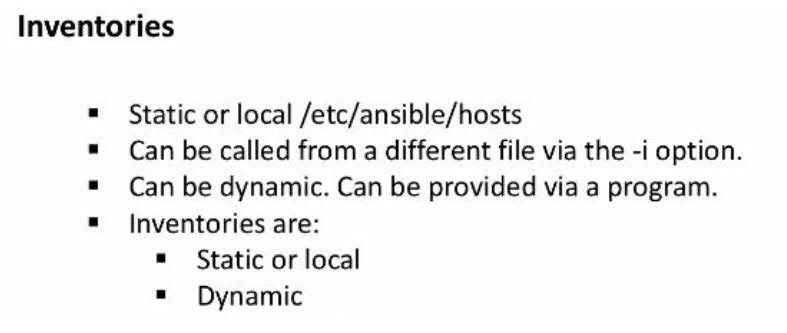 Inventories
▪ Static or local /etc/ansible/hosts
▪ Can be called from a different file via the -i option.
▪ Can be dynamic. Can be provided via a program.
▪ Inventories are:
▪ Static or local
▪ Dynamic